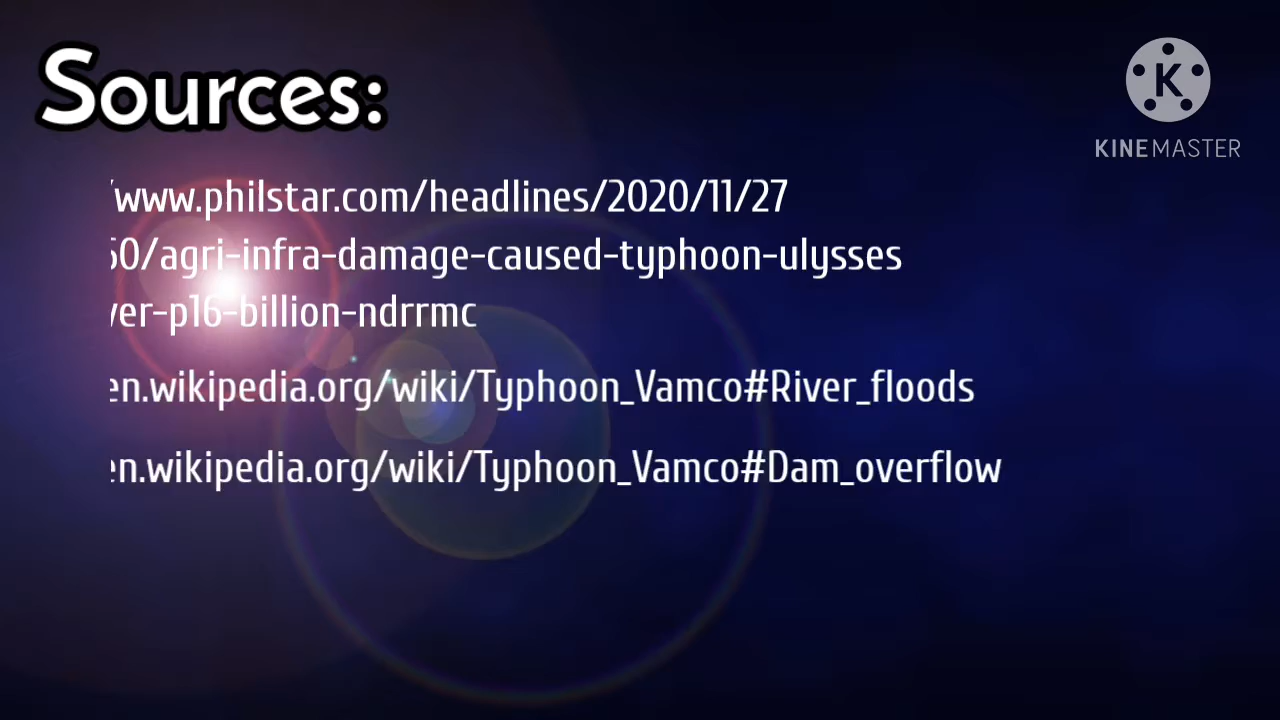 Sources:
K
KINEMASTER
/www.philstar.com/headlines/2020/11/27
60/agri-infra-damage-caused-typhoon-ulysses
ver-p16-billion-ndrrmc
en.wikipedia.org/wiki/Typhoon_Vamco#River_floods
en.wikipedia.org/wiki/Typhoon_Vamco#Dam_overflow